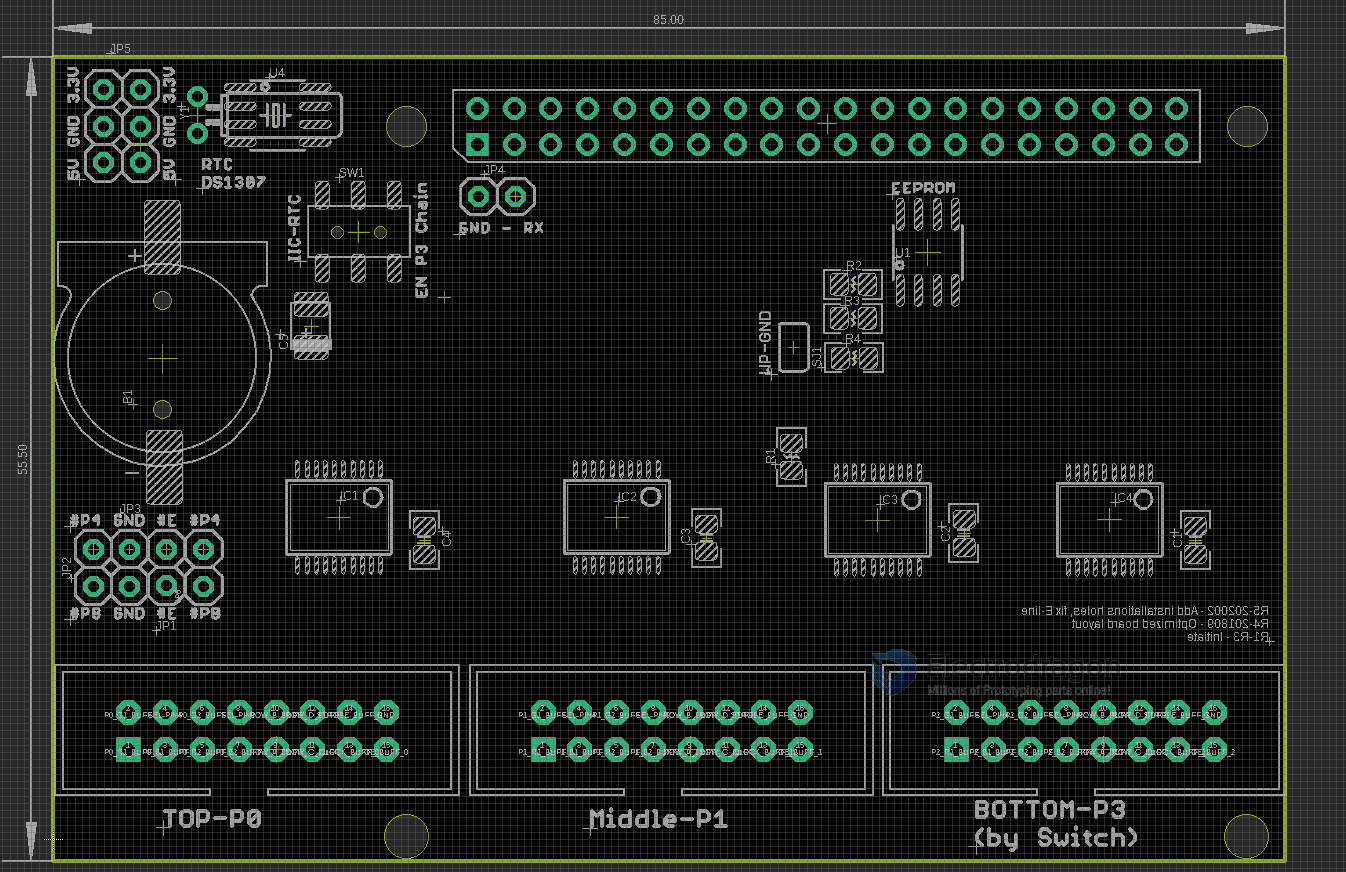 85.00
55.50
JP5
3.3V
3.3V
GND
GND
5V
5V
Y1
U4
RTC
DS1307
SW1
IIC-RTC
EN P3 Chain
JP4
GND - RX
EEPROM
U1
R2
R3
R4
SJ1
WP-GND
C5
B1
+
-
R1
IC1
C4
IC2
C3
IC3
C2
IC4
C1
JP3
#P4 GND #E #P4
JP2
#P8 GND #E #P8
JP1
R5-202002 - Add installations holes, fix E-line
R4-201809 - Optimized board layout
R1-R3 - Initiate
Electrodragon
Millions of Prototyping parts online!
TOP-P0
Middle-P1
BOTTOM-P3
(by Switch)